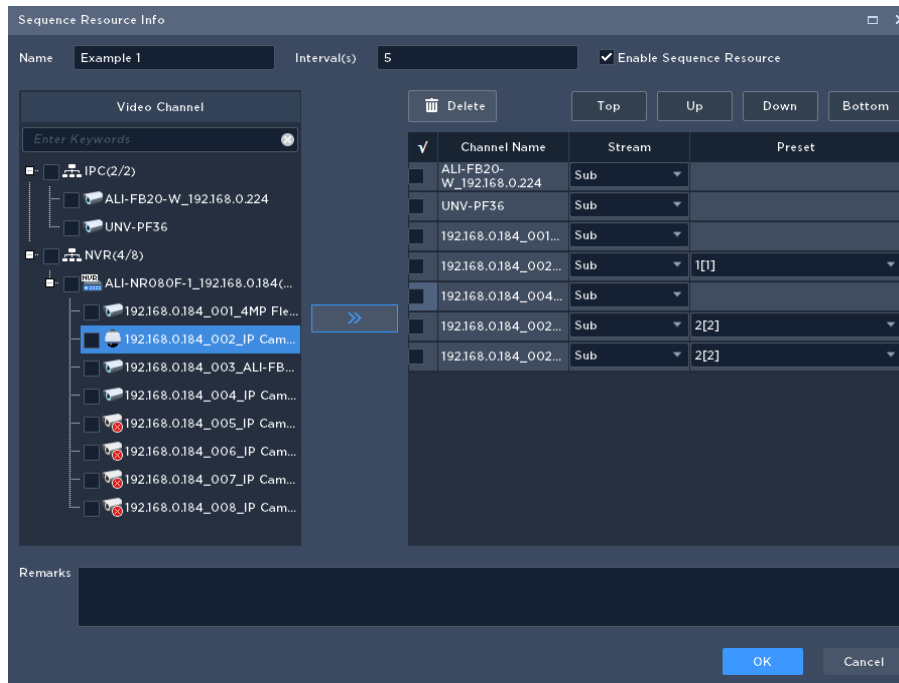 Sequence Resource Info
Name Example 1 Interval(s) 5 Enable Sequence Resource
Video Channel
Enter Keywords
IPC(2/2)
ALI-FB20-W_192.168.0.224
UNV-PF36
NVR(4/8)
ALI-NR080F-1_192.168.0.184(...
192.168.0.184_001_4MP Fle...
192.168.0.184_002_IP Cam...
192.168.0.184_003_ALI-FB...
192.168.0.184_004_IP Cam...
192.168.0.184_005_IP Cam...
192.168.0.184_006_IP Cam...
192.168.0.184_007_IP Cam...
192.168.0.184_008_IP Cam...
Delete Top Up Down Bottom
√ Channel Name Stream Preset
ALI-FB20-
W_192.168.0.224 Sub
UNV-PF36 Sub
192.168.0.184_001... Sub
192.168.0.184_002... Sub 1[1]
192.168.0.184_004... Sub
192.168.0.184_002... Sub 2[2]
192.168.0.184_002... Sub 2[2]
Remarks
OK Cancel